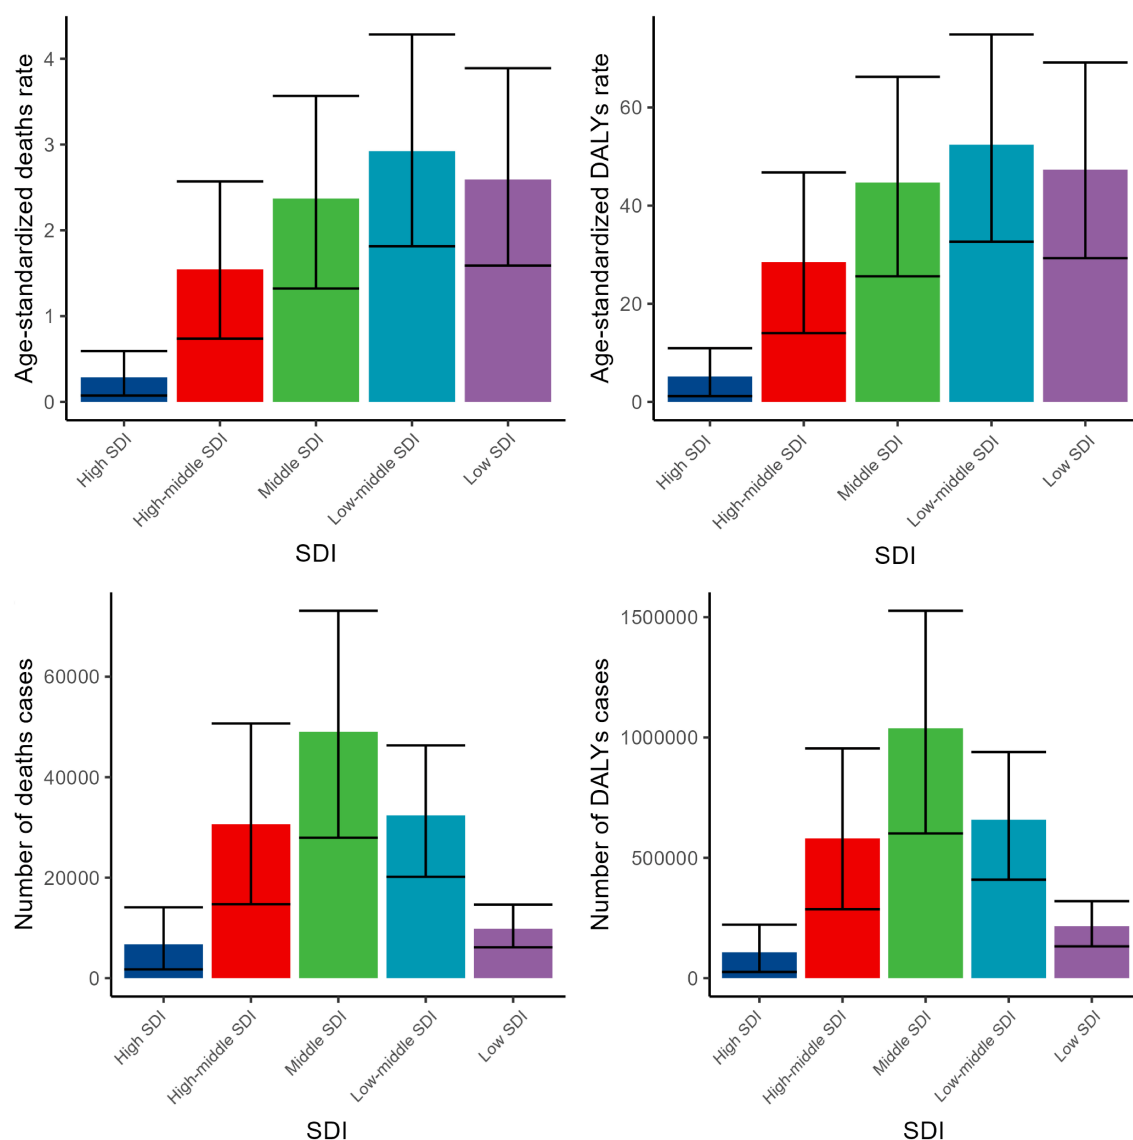 Age-standardized deaths rate
4
3
2
1
0
High SDI
High-middle SDI
Middle SDI
Low-middle SDI
Low SDI
SDI
Age-standardized DALYs rate
60
40
20
0
High SDI
High-middle SDI
Middle SDI
Low-middle SDI
Low SDI
SDI
Number of deaths cases
60000
40000
20000
0
High SDI
High-middle SDI
Middle SDI
Low-middle SDI
Low SDI
SDI
Number of DALYs cases
1500000
1000000
500000
0
High SDI
High-middle SDI
Middle SDI
Low-middle SDI
Low SDI
SDI